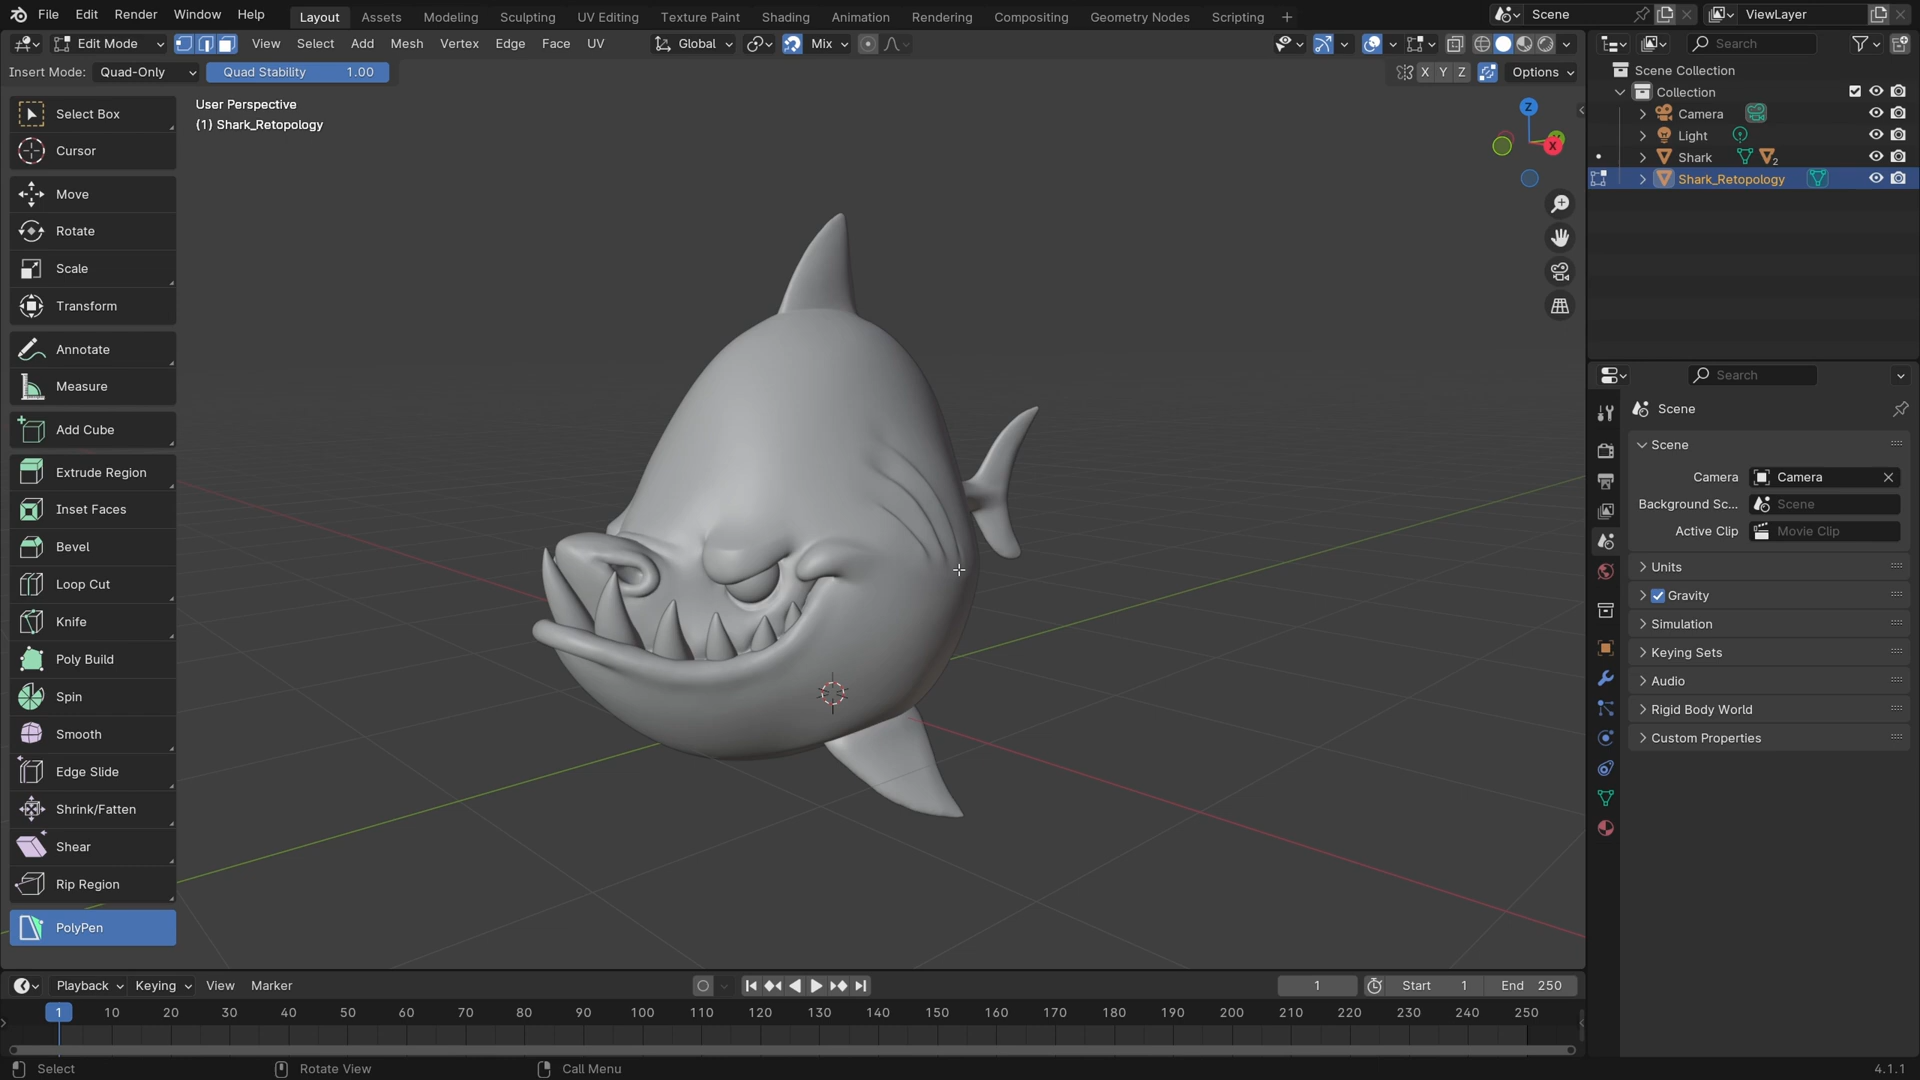 File Edit Render Window Help Layout Assets Modeling Sculpting UV Editing Texture Paint Shading Animation Rendering Compositing Geometry Nodes Scripting + Scene ViewLayer
Edit Mode View Select Add Mesh Vertex Edge Face UV Global Mix Search
Insert Mode: Quad-Only Quad Stability 1.00 X Y Z Options
Scene Collection
Collection
Camera
Light
Shark 2
Shark_Retopology
User Perspective
(1) Shark_Retopology
Z
X
Select Box
Cursor
Move
Rotate
Scale
Transform
Annotate
Measure
Add Cube
Extrude Region
Inset Faces
Bevel
Loop Cut
Knife
Poly Build
Spin
Smooth
Edge Slide
Shrink/Fatten
Shear
Rip Region
PolyPen
Search
Scene
Scene
Camera Camera
Background Sc... Scene
Active Clip Movie Clip
Units
Gravity
Simulation
Keying Sets
Audio
Rigid Body World
Custom Properties
Playback Keying View Marker 1 Start 1 End 250
1 10 20 30 40 50 60 70 80 90 100 110 120 130 140 150 160 170 180 190 200 210 220 230 240 250
Select Rotate View Call Menu 4.1.1